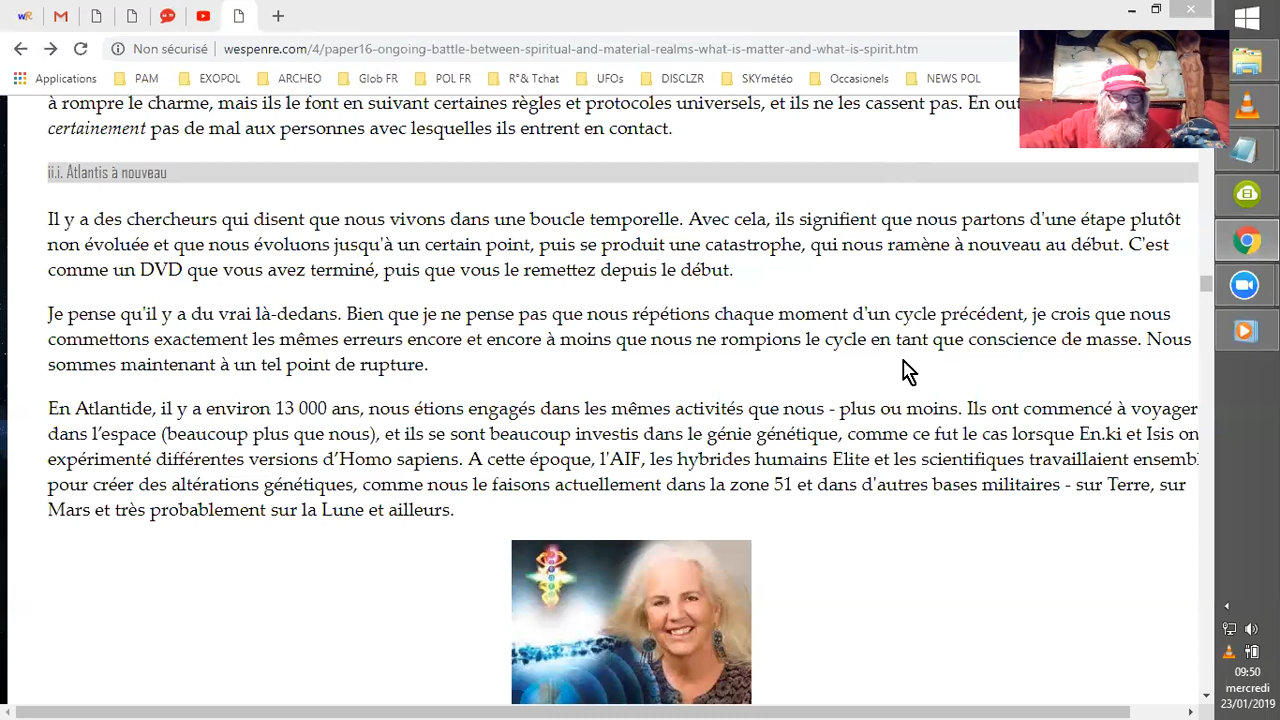 Non sécurisé
wespenre.com/4/paper16-ongoing-battle-between-spiritual-and-material-realms-what-is-matter-and-what-is-spirit.htm
Applications PAM EXOPOL ARCHEO Glob FR POL FR R"& Tchat UFOs DISCLZR SKYmétéo Occasionels NEWS POL
à rompre le charme, mais ils le font en suivant certaines règles et protocoles universels, et ils ne les cassent pas. En out
certainement pas de mal aux personnes avec lesquelles ils entrent en contact.
ii.i. Atlantis à nouveau
Il y a des chercheurs qui disent que nous vivons dans une boucle temporelle. Avec cela, ils signifient que nous partons d'une étape plutôt
non évoluée et que nous évoluons jusqu'à un certain point, puis se produit une catastrophe, qui nous ramène à nouveau au début. C'est
comme un DVD que vous avez terminé, puis que vous le remettez depuis le début.
Je pense qu'il y a du vrai là-dedans. Bien que je ne pense pas que nous répétions chaque moment d'un cycle précédent, je crois que nous
commettons exactement les mêmes erreurs encore et encore à moins que nous ne rompions le cycle en tant que conscience de masse. Nous
sommes maintenant à un tel point de rupture.
En Atlantide, il y a environ 13 000 ans, nous étions engagés dans les mêmes activités que nous - plus ou moins. Ils ont commencé à voyager
dans l’espace (beaucoup plus que nous), et ils se sont beaucoup investis dans le génie génétique, comme ce fut le cas lorsque En.ki et Isis on
expérimenté différentes versions d’Homo sapiens. A cette époque, l'AIF, les hybrides humains Elite et les scientifiques travaillaient ensembl
pour créer des altérations génétiques, comme nous le faisons actuellement dans la zone 51 et dans d'autres bases militaires - sur Terre, sur
Mars et très probablement sur la Lune et ailleurs.
09:50
mercredi
23/01/2019